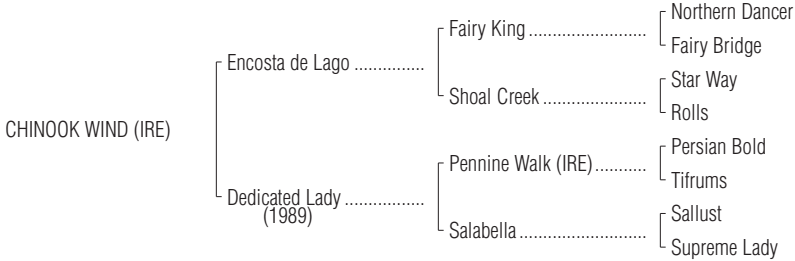 Northern Dancer
Fairy King ........................
Fairy Bridge
Encosta de Lago ..............
Star Way
Shoal Creek .....................
Rolls
CHINOOK WIND (IRE)
Persian Bold
Pennine Walk (IRE)...........
Tifrums
Dedicated Lady ................
(1989)
Sallust
Salabella..........................
Supreme Lady